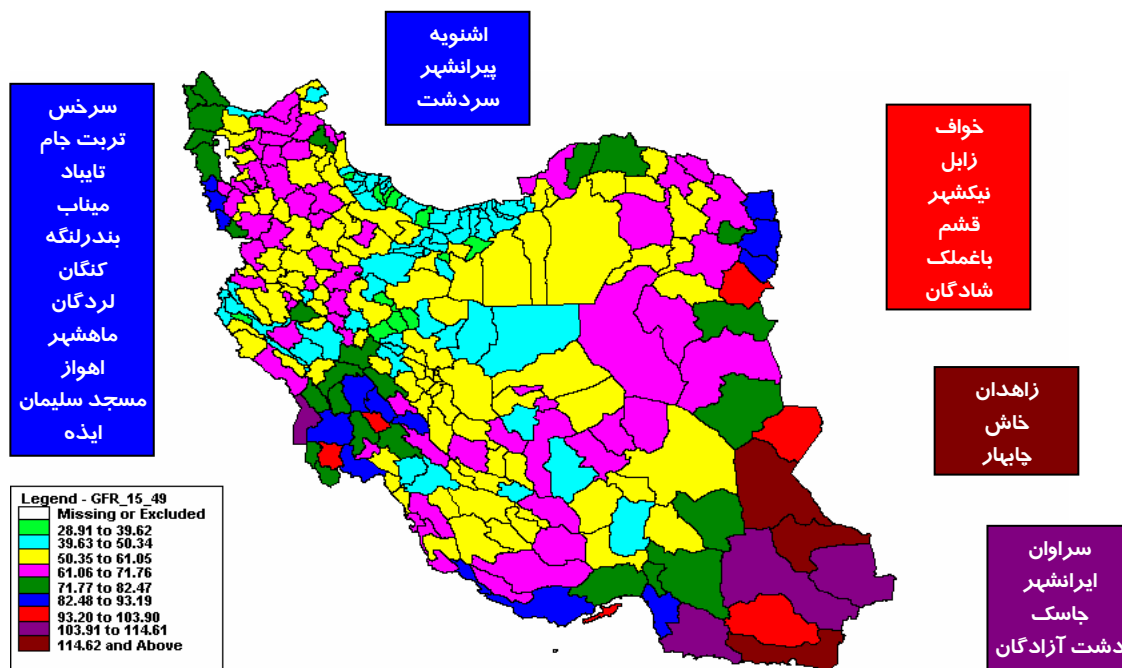 اشنویه
پیرانشهر
سردشت
سرخس
تربت جام
تایباد
میناب
بندرلنگه
کنگان
لردگان
ماهشهر
اهواز
مسجد سلیمان
ایذه
خواف
زابل
نیکشهر
قشم
باغملک
شادگان
زاهدان
خاش
چابهار
سراوان
ایرانشهر
جاسک
دشت آزادگان
Legend - GFR_15_49
Missing or Excluded
28.91 to 39.62
39.63 to 50.34
50.35 to 61.05
61.06 to 71.76
71.77 to 82.47
82.48 to 93.19
93.20 to 103.90
103.91 to 114.61
114.62 and Above